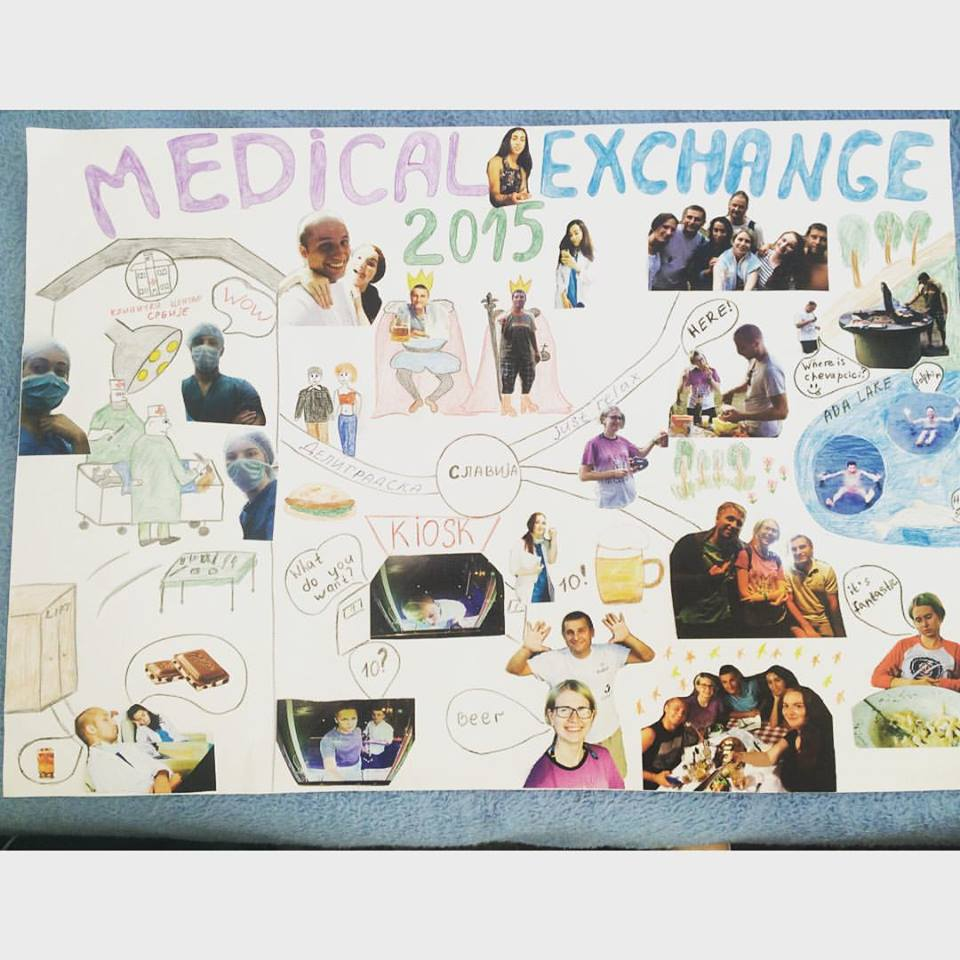 MEDICAL EXCHANGE
2015
КЛИНИЧКИ ЦЕНТАР
СРБИЈЕ
WOW
HERE!
Where is
chevapcici?
ADA LAKE
dolphin
just relax
ДЕЛИГРАДСКА
СЛАВИЈА
KIOSK
What
do you
want?
10!
10?
it's
fantastic
Beer